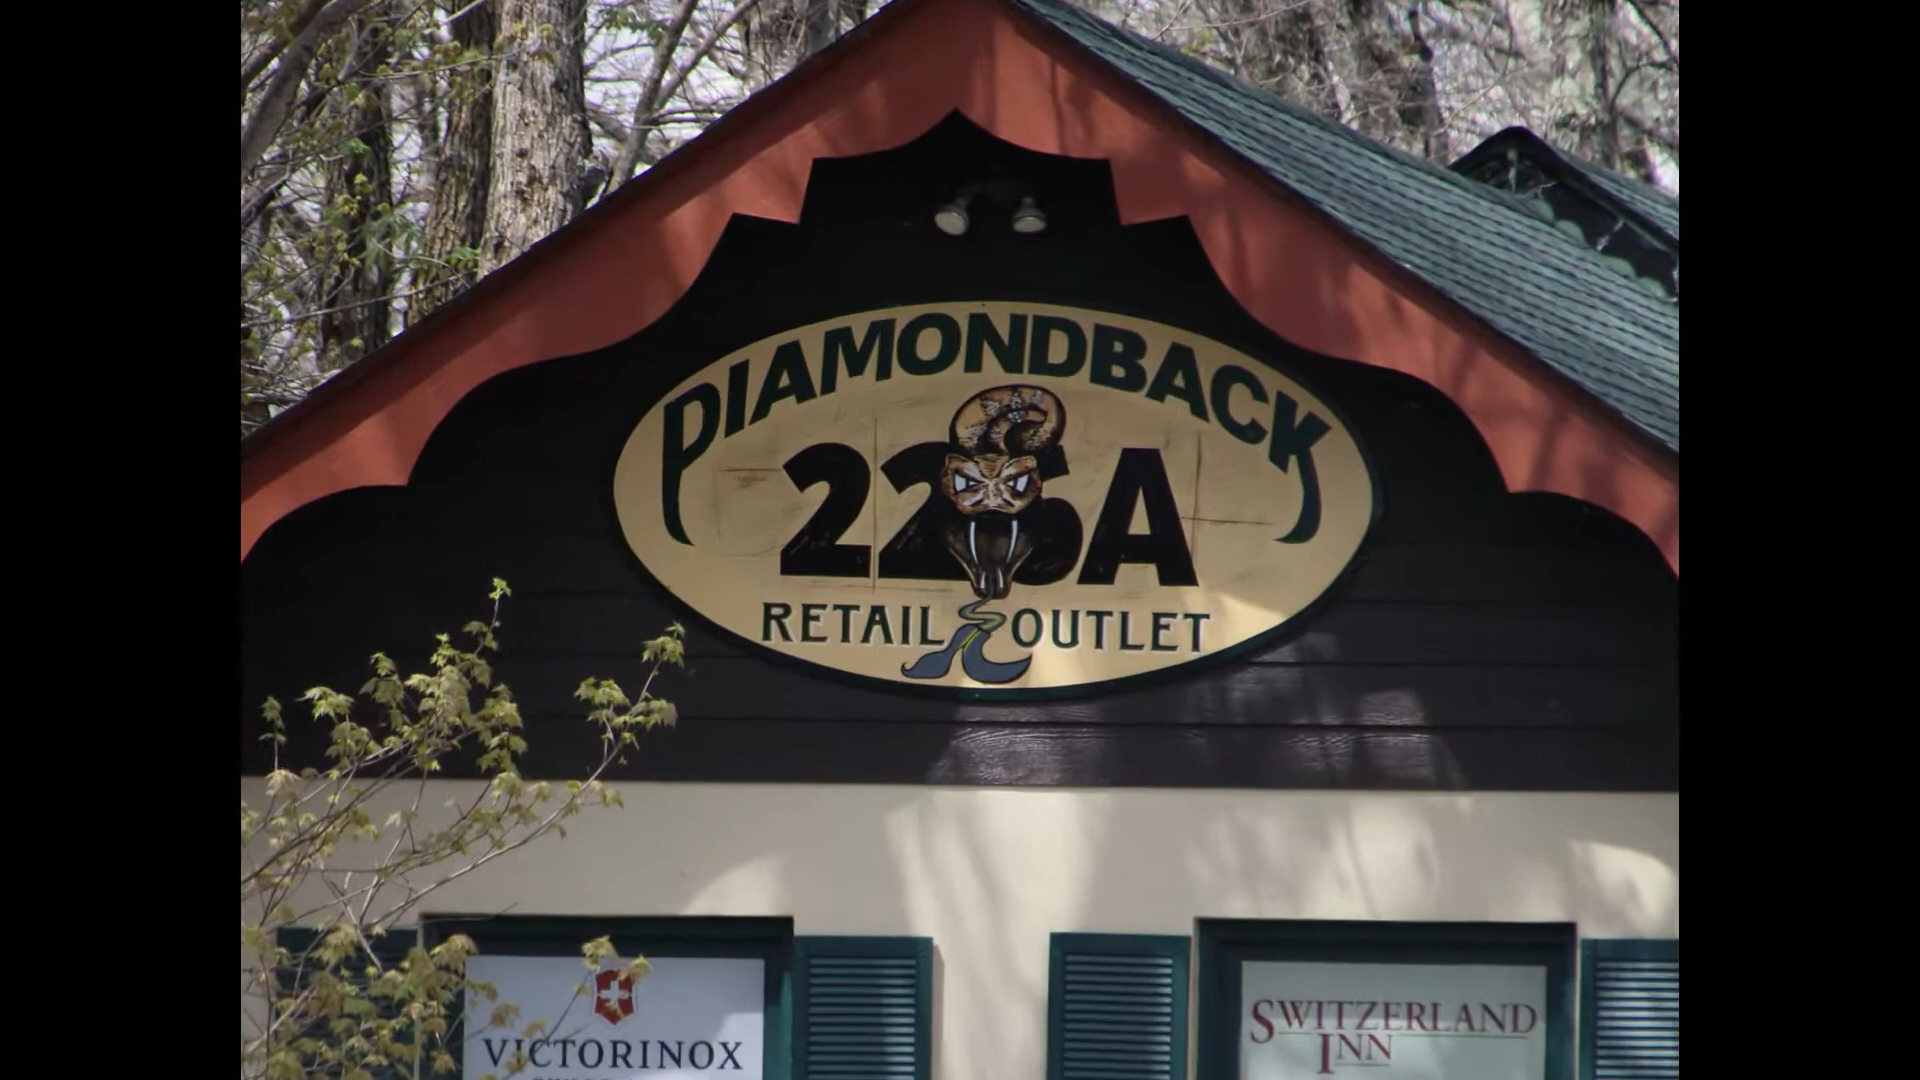 DIAMONDBACK
226A
RETAIL OUTLET
VICTORINOX
SWITZERLAND
INN